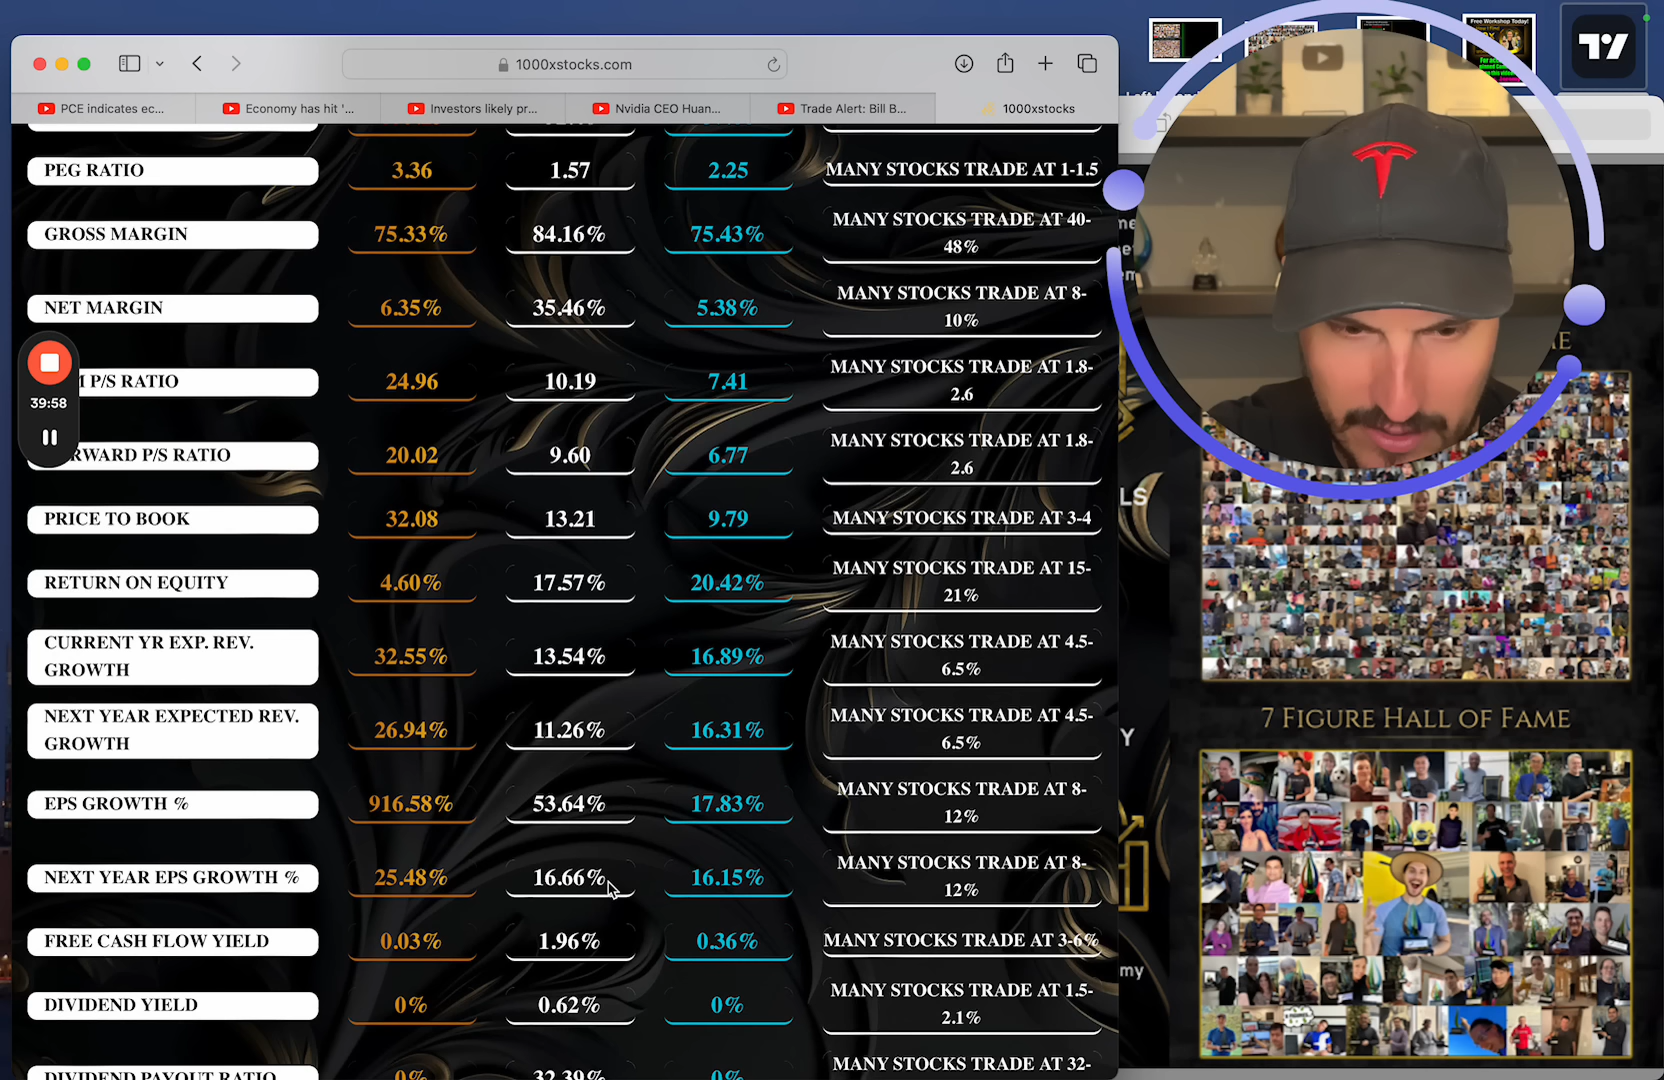 Free Workshop Today!
1000xstocks.com
PCE indicates ec...
Economy has hit '...
Investors likely pr...
Nvidia CEO Huan...
Trade Alert: Bill B...
1000xstocks
PEG RATIO 3.36 1.57 2.25 MANY STOCKS TRADE AT 1-1.5
GROSS MARGIN 75.33% 84.16% 75.43% MANY STOCKS TRADE AT 40-
48%
NET MARGIN 6.35% 35.46% 5.38% MANY STOCKS TRADE AT 8-
10%
39:58
P/S RATIO 24.96 10.19 7.41 MANY STOCKS TRADE AT 1.8-
2.6
RWARD P/S RATIO 20.02 9.60 6.77 MANY STOCKS TRADE AT 1.8-
2.6
PRICE TO BOOK 32.08 13.21 9.79 MANY STOCKS TRADE AT 3-4
RETURN ON EQUITY 4.60% 17.57% 20.42% MANY STOCKS TRADE AT 15-
21%
CURRENT YR EXP. REV.
GROWTH 32.55% 13.54% 16.89% MANY STOCKS TRADE AT 4.5-
6.5%
NEXT YEAR EXPECTED REV.
GROWTH 26.94% 11.26% 16.31% MANY STOCKS TRADE AT 4.5-
6.5%
EPS GROWTH % 916.58% 53.64% 17.83% MANY STOCKS TRADE AT 8-
12%
NEXT YEAR EPS GROWTH % 25.48% 16.66% 16.15% MANY STOCKS TRADE AT 8-
12%
FREE CASH FLOW YIELD 0.03% 1.96% 0.36% MANY STOCKS TRADE AT 3-6%
DIVIDEND YIELD 0% 0.62% 0% MANY STOCKS TRADE AT 1.5-
2.1%
DIVIDEND PAYOUT RATIO 0% 32.39% 0% MANY STOCKS TRADE AT 32-
LS
Y
my
7 FIGURE HALL OF FAME